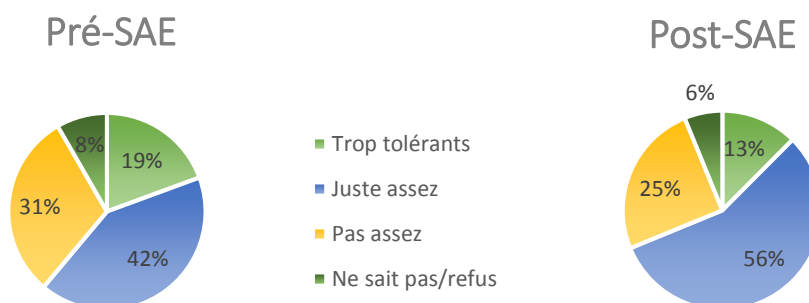 Pré-SAE
8%
19%
31%
42%
Trop tolérants
Juste assez
Pas assez
Ne sait pas/refus
Post-SAE
6%
13%
25%
56%